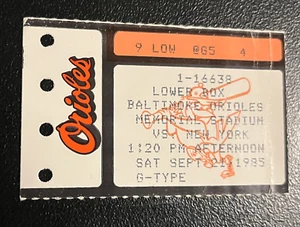 Orioles
9 LOW @G5 4
1-16638
LOWER BOX
BALTIMORE ORIOLES
MEMORIAL STADIUM
VS. NEW YORK
1:20 PM AFTERNOON
SAT SEPT 21,1985
G-TYPE